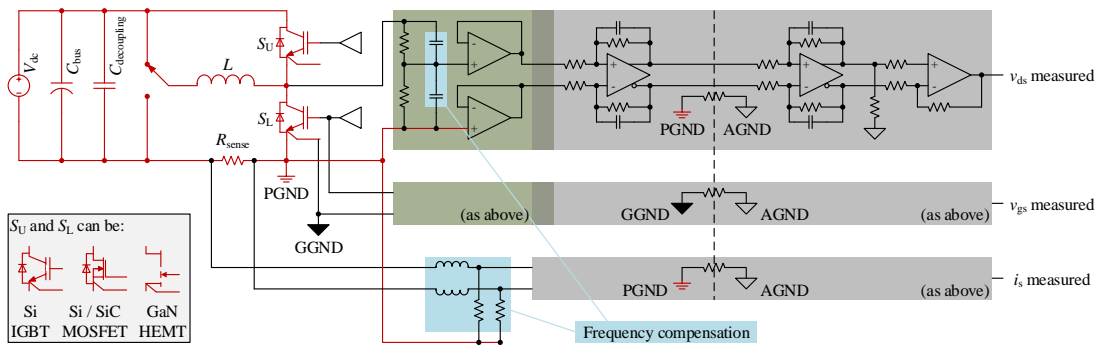 V_dc
C_bus
C_decoupling
L
S_U
S_L
R_sense
PGND
GGND
-
+
-
+
-
+
-
+
-
+
PGND
AGND
v_ds measured
(as above)
GGND
AGND
(as above)
v_gs measured
PGND
AGND
(as above)
i_s measured
Frequency compensation
S_U and S_L can be:
Si
IGBT
Si / SiC
MOSFET
GaN
HEMT